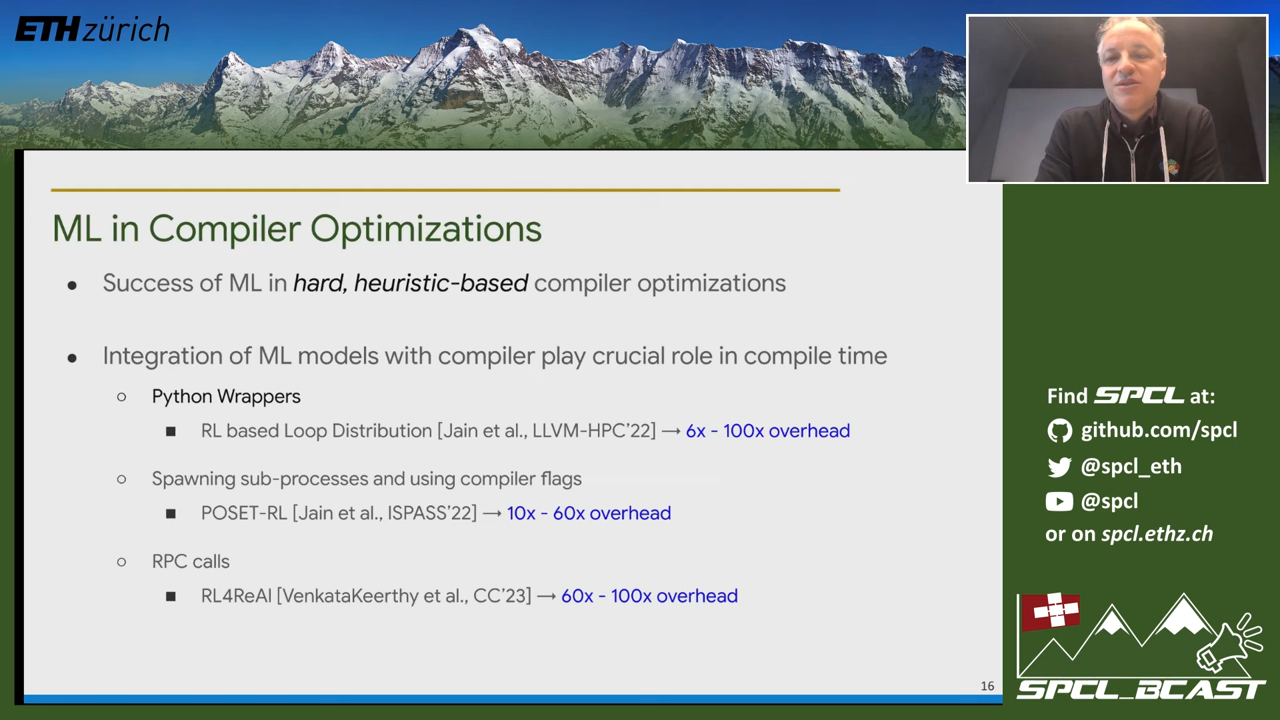 ETH zürich
ML in Compiler Optimizations
• Success of ML in hard, heuristic-based compiler optimizations
• Integration of ML models with compiler play crucial role in compile time
○ Python Wrappers
■ RL based Loop Distribution [Jain et al., LLVM-HPC'22] → 6x - 100x overhead
○ Spawning sub-processes and using compiler flags
■ POSET-RL [Jain et al., ISPASS'22] → 10x - 60x overhead
○ RPC calls
■ RL4ReAl [VenkataKeerthy et al., CC'23] → 60x - 100x overhead
16
Find SPCL at:
github.com/spcl
@spcl_eth
@spcl
or on spcl.ethz.ch
SPCL_BCAST